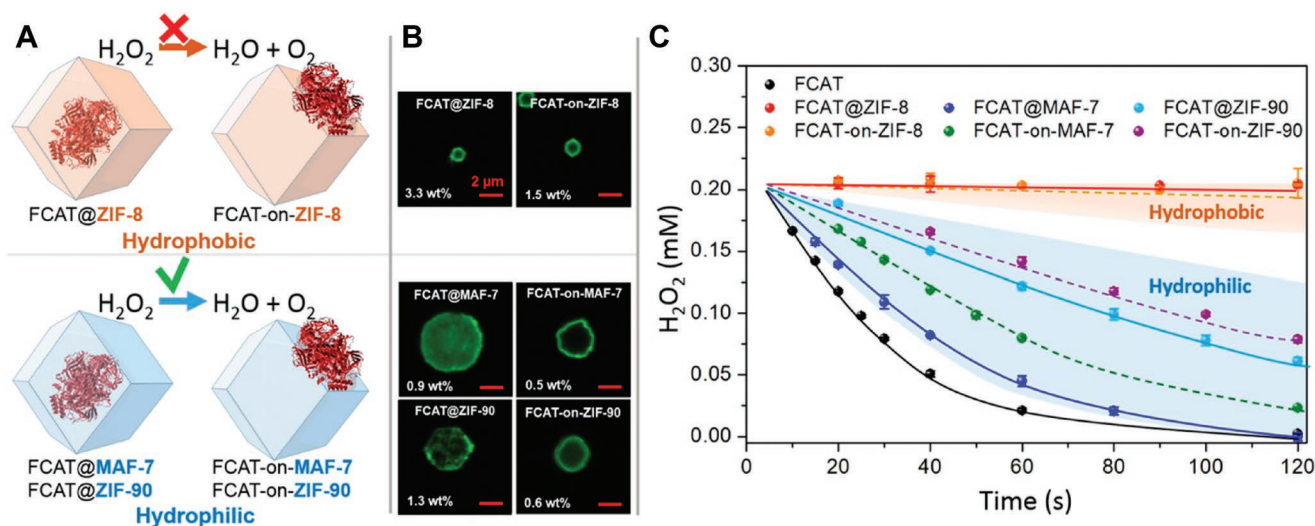 A
H₂O₂ H₂O + O₂
FCAT@ZIF-8 FCAT-on-ZIF-8
Hydrophobic
H₂O₂ H₂O + O₂
FCAT@MAF-7 FCAT-on-MAF-7
FCAT@ZIF-90 FCAT-on-ZIF-90
Hydrophilic
B
FCAT@ZIF-8 FCAT-on-ZIF-8
2 μm
3.3 wt% 1.5 wt%
FCAT@MAF-7 FCAT-on-MAF-7
0.9 wt% 0.5 wt%
FCAT@ZIF-90 FCAT-on-ZIF-90
1.3 wt% 0.6 wt%
C
FCAT
FCAT@ZIF-8 FCAT@MAF-7 FCAT@ZIF-90
FCAT-on-ZIF-8 FCAT-on-MAF-7 FCAT-on-ZIF-90
Hydrophobic
Hydrophilic
H₂O₂ (mM)
0.30
0.25
0.20
0.15
0.10
0.05
0.00
0 20 40 60 80 100 120
Time (s)